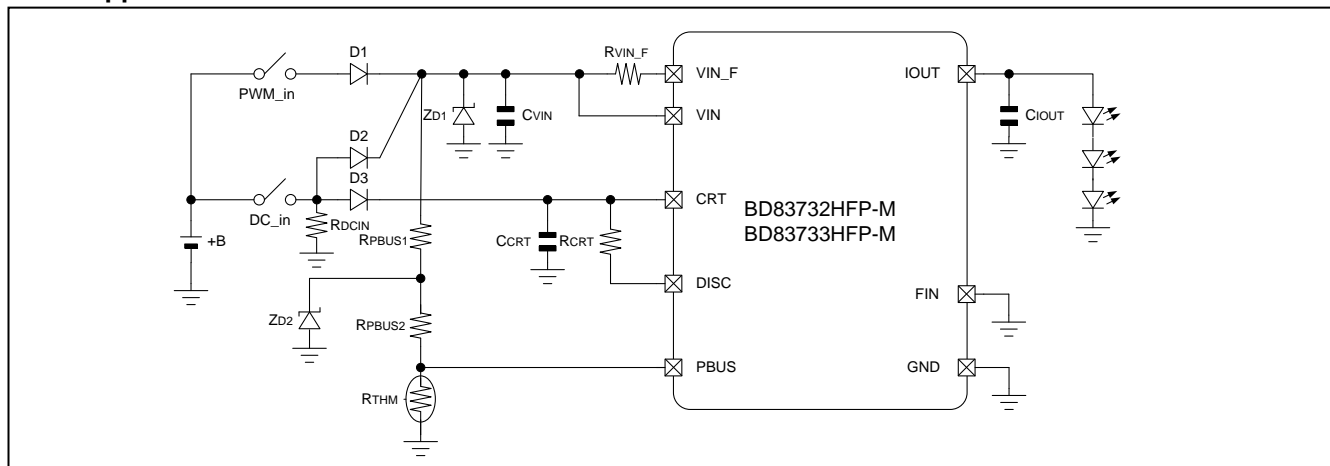 D1
PWM_in
D2
D3
DC_in
RDCIN
+B
RPBUS1
ZD2
RPBUS2
RTHM
ZD1
CVIN
RVIN_F
CCRT
RCRT
VIN_F
VIN
CRT
DISC
PBUS
BD83732HFP-M
BD83733HFP-M
IOUT
FIN
GND
CIOUT